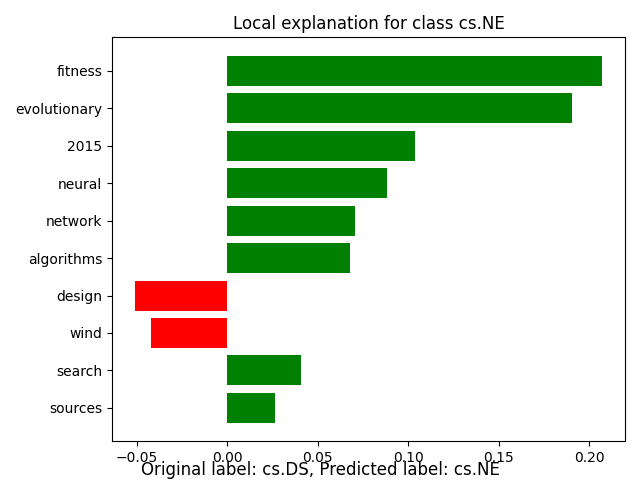 Local explanation for class cs.NE
fitness
evolutionary
2015
neural
network
algorithms
design
wind
search
sources
−0.05 0.00 0.05 0.10 0.15 0.20
Original label: cs.DS, Predicted label: cs.NE